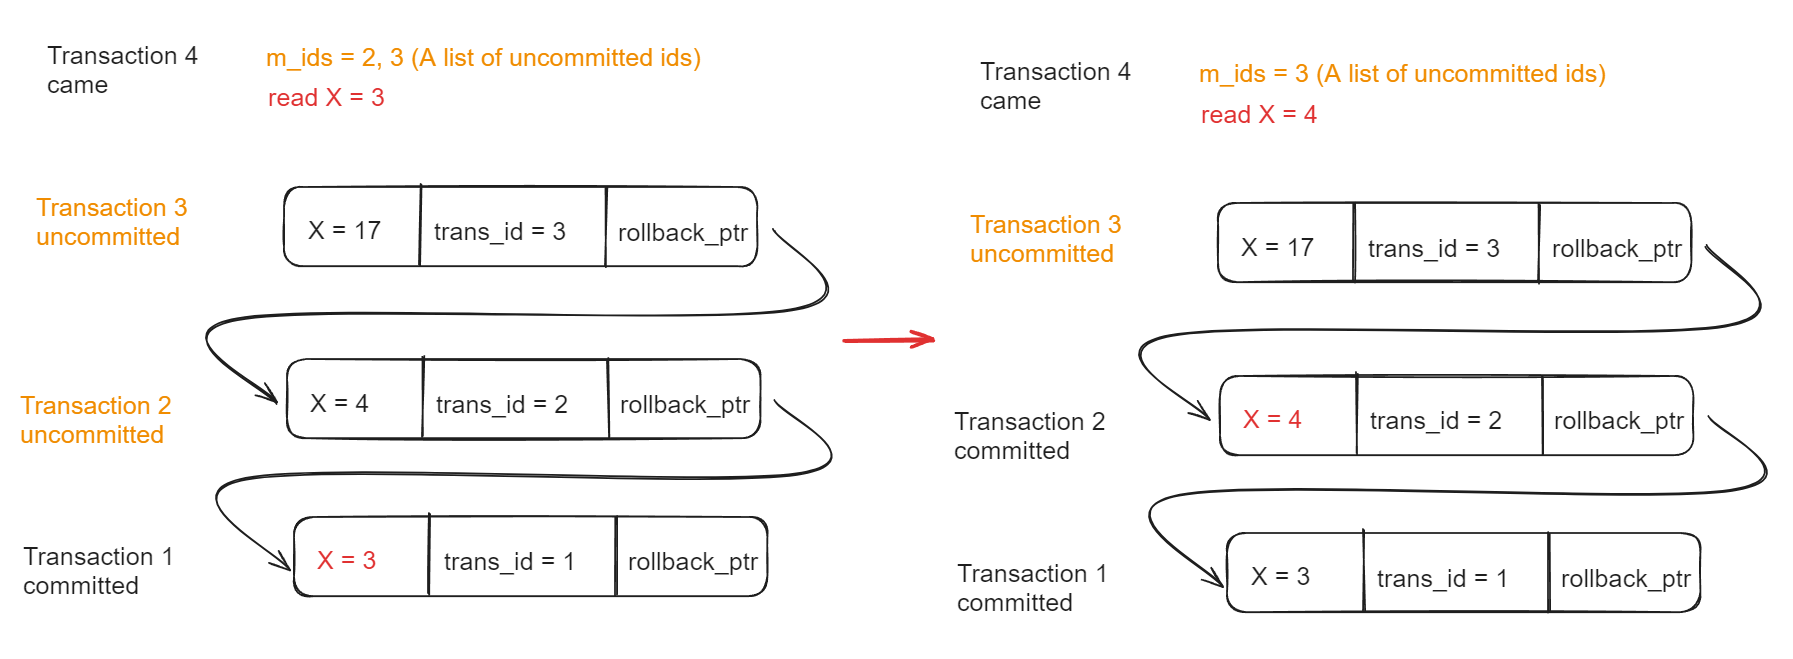 Transaction 4
came
m_ids = 2, 3 (A list of uncommitted ids)
read X = 3
Transaction 3
uncommitted
X = 17
trans_id = 3
rollback_ptr
Transaction 2
uncommitted
X = 4
trans_id = 2
rollback_ptr
Transaction 1
committed
X = 3
trans_id = 1
rollback_ptr
Transaction 4
came
m_ids = 3 (A list of uncommitted ids)
read X = 4
Transaction 3
uncommitted
X = 17
trans_id = 3
rollback_ptr
Transaction 2
committed
X = 4
trans_id = 2
rollback_ptr
Transaction 1
committed
X = 3
trans_id = 1
rollback_ptr